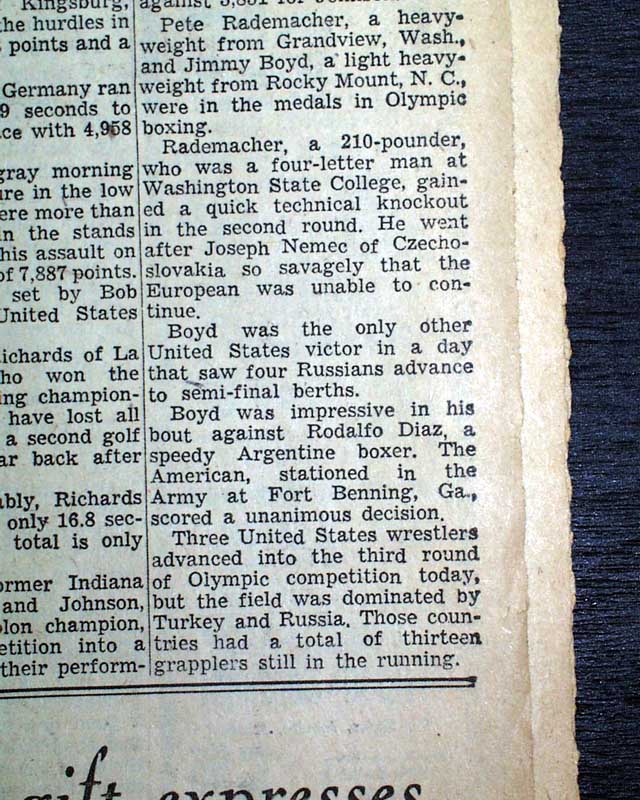 Kingsburg,
the hurdles in
points and a
Germany ran
9 seconds to
ce with 4,958
gray morning
ure in the low
ere more than
in the stands
his assault on
of 7,887 points.
set by Bob
United States
ichards of La
ho won the
ing champion-
have lost all
a second golf
ar back after
ably, Richards
only 16.8 sec-
total is only
ormer Indiana
and Johnson,
lon champion,
etition into a
their perform-
against
Pete Rademacher, a heavy-
weight from Grandview, Wash.,
and Jimmy Boyd, a light heavy-
weight from Rocky Mount, N. C.,
were in the medals in Olympic
boxing.
Rademacher, a 210-pounder,
who was a four-letter man at
Washington State College, gain-
ed a quick technical knockout
in the second round. He went
after Joseph Nemec of Czecho-
slovakia so savagely that the
European was unable to con-
tinue.
Boyd was the only other
United States victor in a day
that saw four Russians advance
to semi-final berths.
Boyd was impressive in his
bout against Rodalfo Diaz, a
speedy Argentine boxer. The
American, stationed in the
Army at Fort Benning, Ga.,
scored a unanimous decision.
Three United States wrestlers
advanced into the third round
of Olympic competition today,
but the field was dominated by
Turkey and Russia. Those coun-
tries had a total of thirteen
grapplers still in the running.
gift expresses